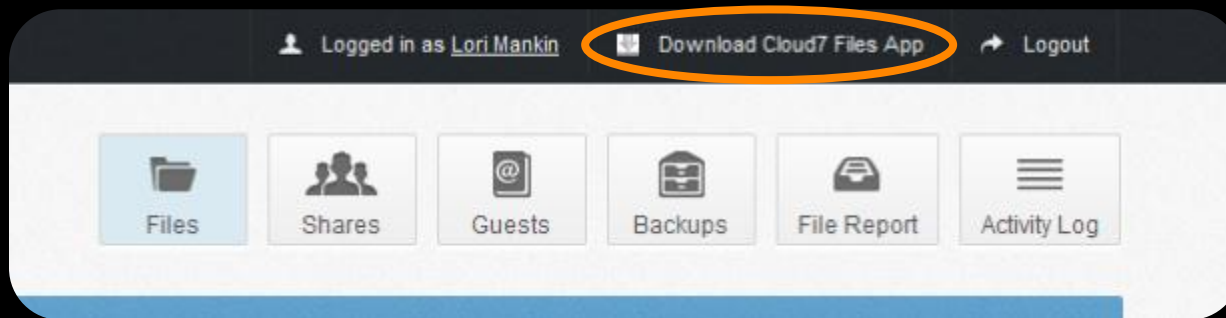 Logged in as Lori Mankin Download Cloud7 Files App Logout
@
Files Shares Guests Backups File Report Activity Log